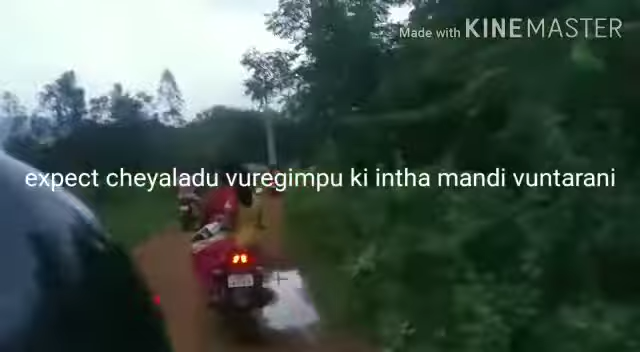 Made with KINEMASTER
expect cheyaladu vuregimpu ki intha mandi vuntarani